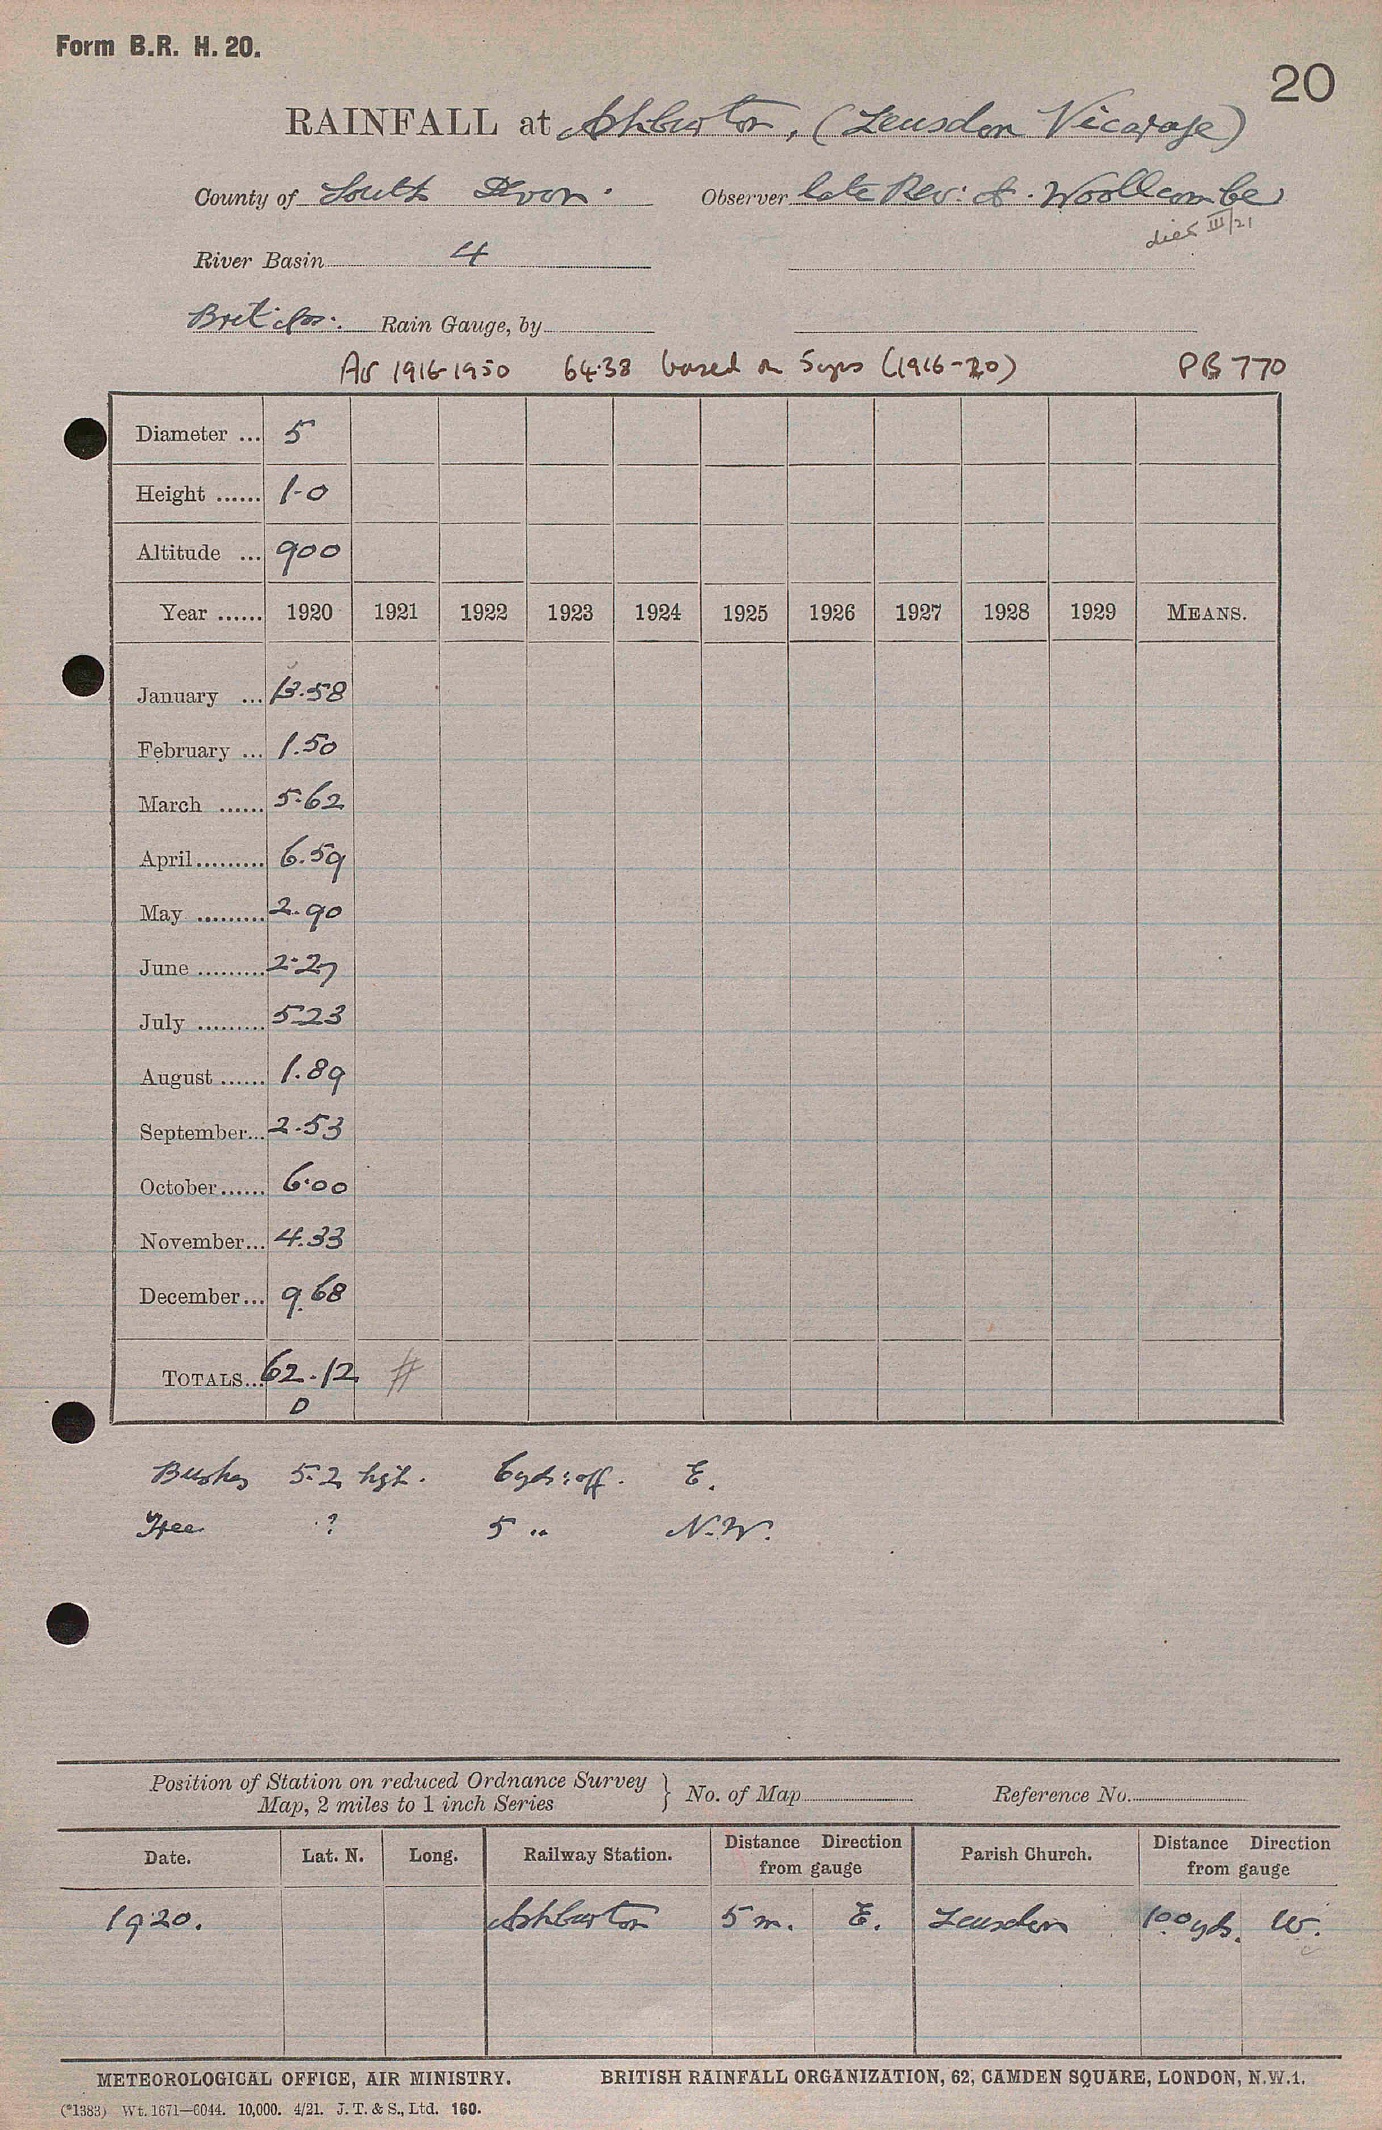 Form B.R. H. 20.
20
RAINFALL at Ashburton, (Leusdon Vicarage)
County of South Devon. Observer late Rev: A. Woollcombe
died III/21
River Basin 4
Rain Gauge, by
Av 1916-1950 64.38 based on 5 yrs (1916-20) PB 770
Diameter ... 5
Height ...... 1-0
Altitude ... 900
Year ...... 1920 1921 1922 1923 1924 1925 1926 1927 1928 1929 MEANS.
January ... 13.58
February ... 1.50
March ...... 5.62
April......... 6.59
May ......... 2.90
June ......... 2.27
July ......... 5.23
August ...... 1.89
September... 2.53
October...... 6.00
November... 4.33
December... 9.68
TOTALS... 62.12 #
D
Bushes 5-2 hgt. 6 yds: off. E.
Tree ? 5 " N.W.
Position of Station on reduced Ordnance Survey
Map, 2 miles to 1 inch Series } No. of Map Reference No.
Date. Lat. N. Long. Railway Station. Distance Direction from gauge Parish Church. Distance Direction from gauge
1920. Ashburton 5 m. E. Leusdon 100 yds. W.
METEOROLOGICAL OFFICE, AIR MINISTRY. BRITISH RAINFALL ORGANIZATION, 62, CAMDEN SQUARE, LONDON, N.W.1.
(*1383) Wt. 1671—6044. 10,000. 4/21. J. T. & S., Ltd. 160.